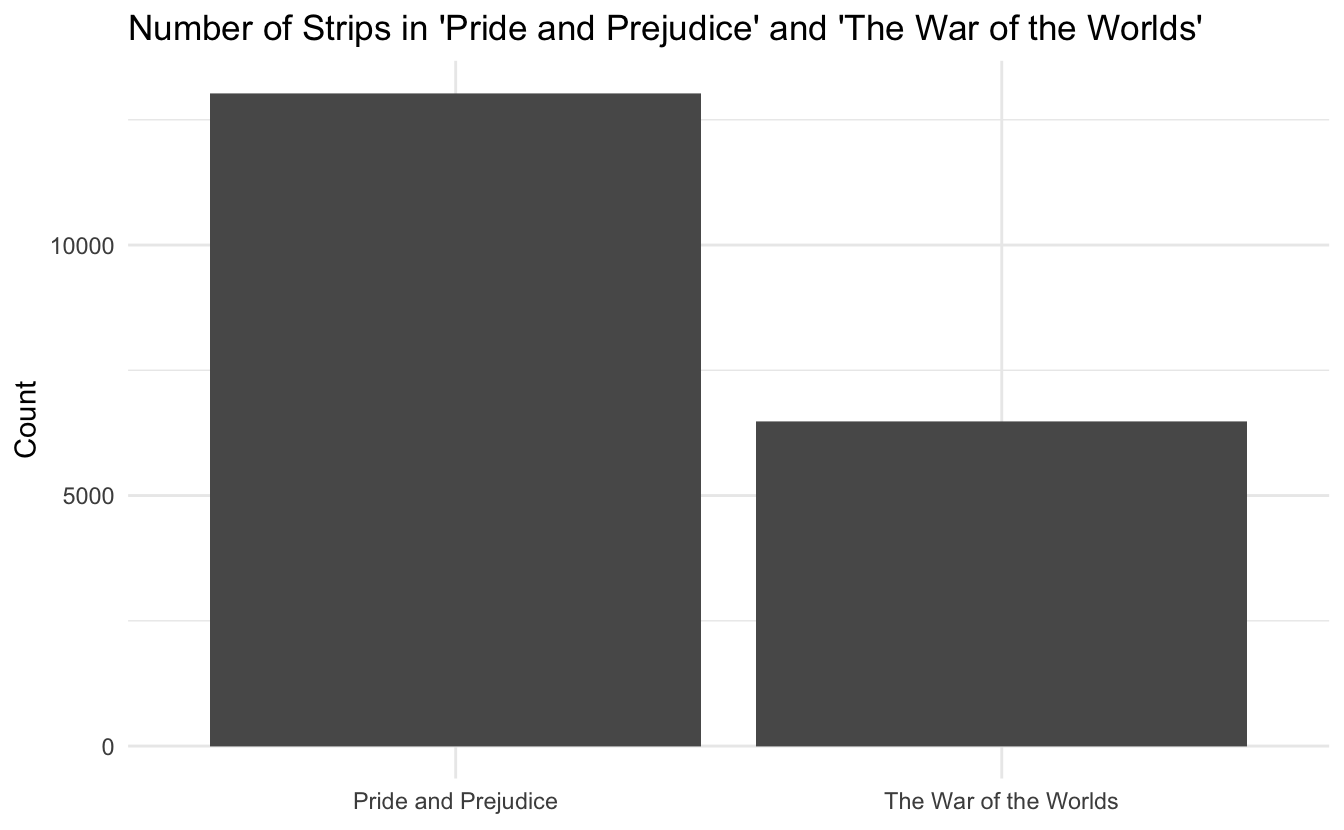 Number of Strips in 'Pride and Prejudice' and 'The War of the Worlds'
Count
10000
5000
0
Pride and Prejudice
The War of the Worlds